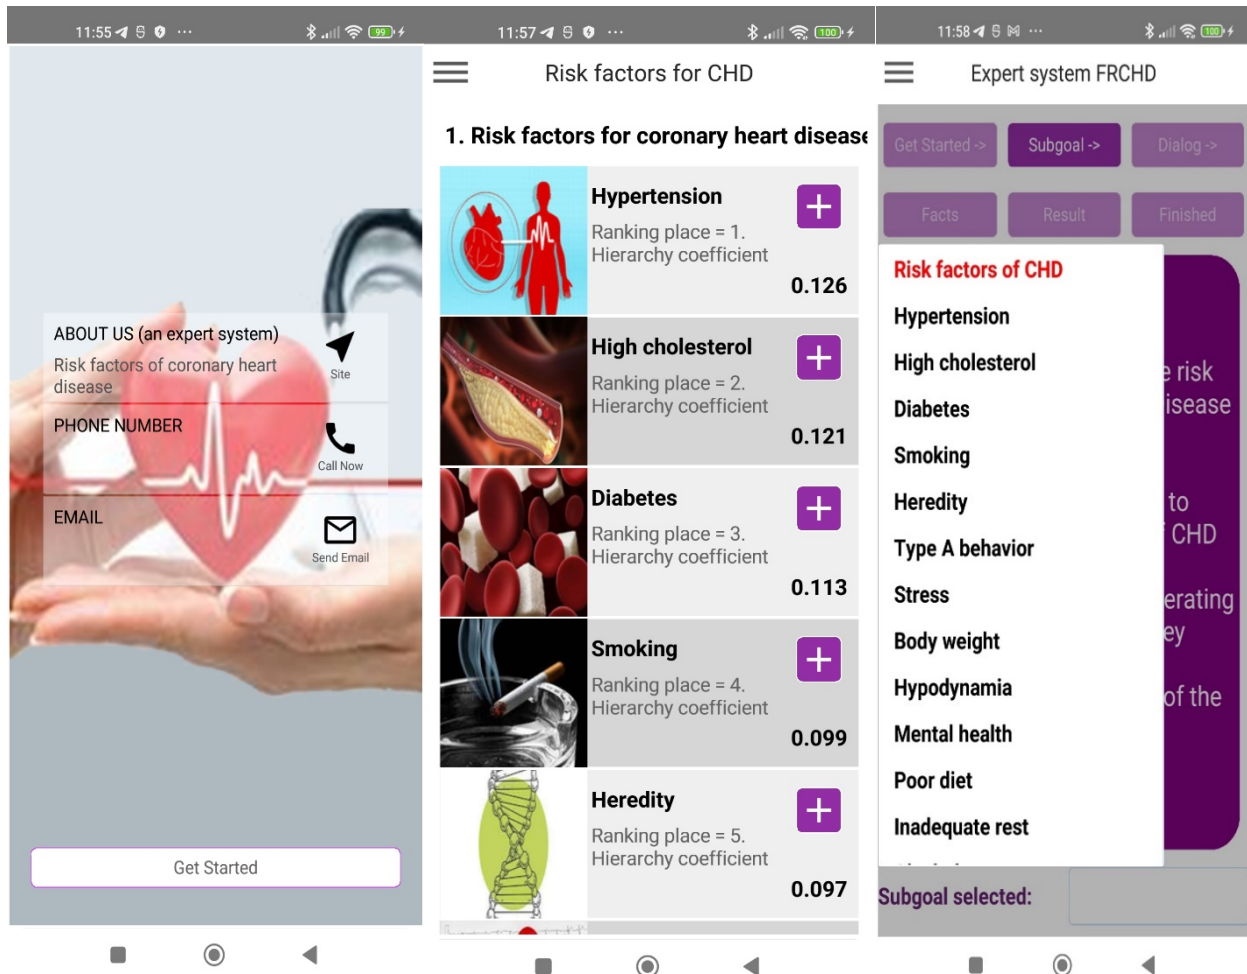 11:55
99
ABOUT US (an expert system)
Risk factors of coronary heart
disease
Site
PHONE NUMBER
Call Now
EMAIL
Send Email
Get Started
11:57
100
Risk factors for CHD
1. Risk factors for coronary heart disease
Hypertension
Ranking place = 1.
Hierarchy coefficient
0.126
High cholesterol
Ranking place = 2.
Hierarchy coefficient
0.121
Diabetes
Ranking place = 3.
Hierarchy coefficient
0.113
Smoking
Ranking place = 4.
Hierarchy coefficient
0.099
Heredity
Ranking place = 5.
Hierarchy coefficient
0.097
11:58
100
Expert system FRCHD
Get Started -> Subgoal -> Dialog ->
Facts Result Finished
Risk factors of CHD
Hypertension
High cholesterol
Diabetes
Smoking
Heredity
Type A behavior
Stress
Body weight
Hypodynamia
Mental health
Poor diet
Inadequate rest
e risk
isease
to
f CHD
erating
ey
of the
Subgoal selected: